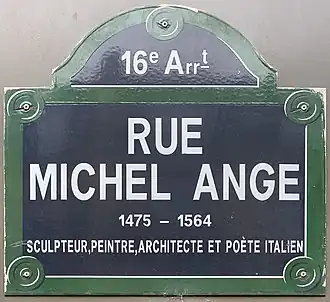 16e Arrt
RUE
MICHEL ANGE
1475 – 1564
SCULPTEUR,PEINTRE,ARCHITECTE ET POÈTE ITALIEN